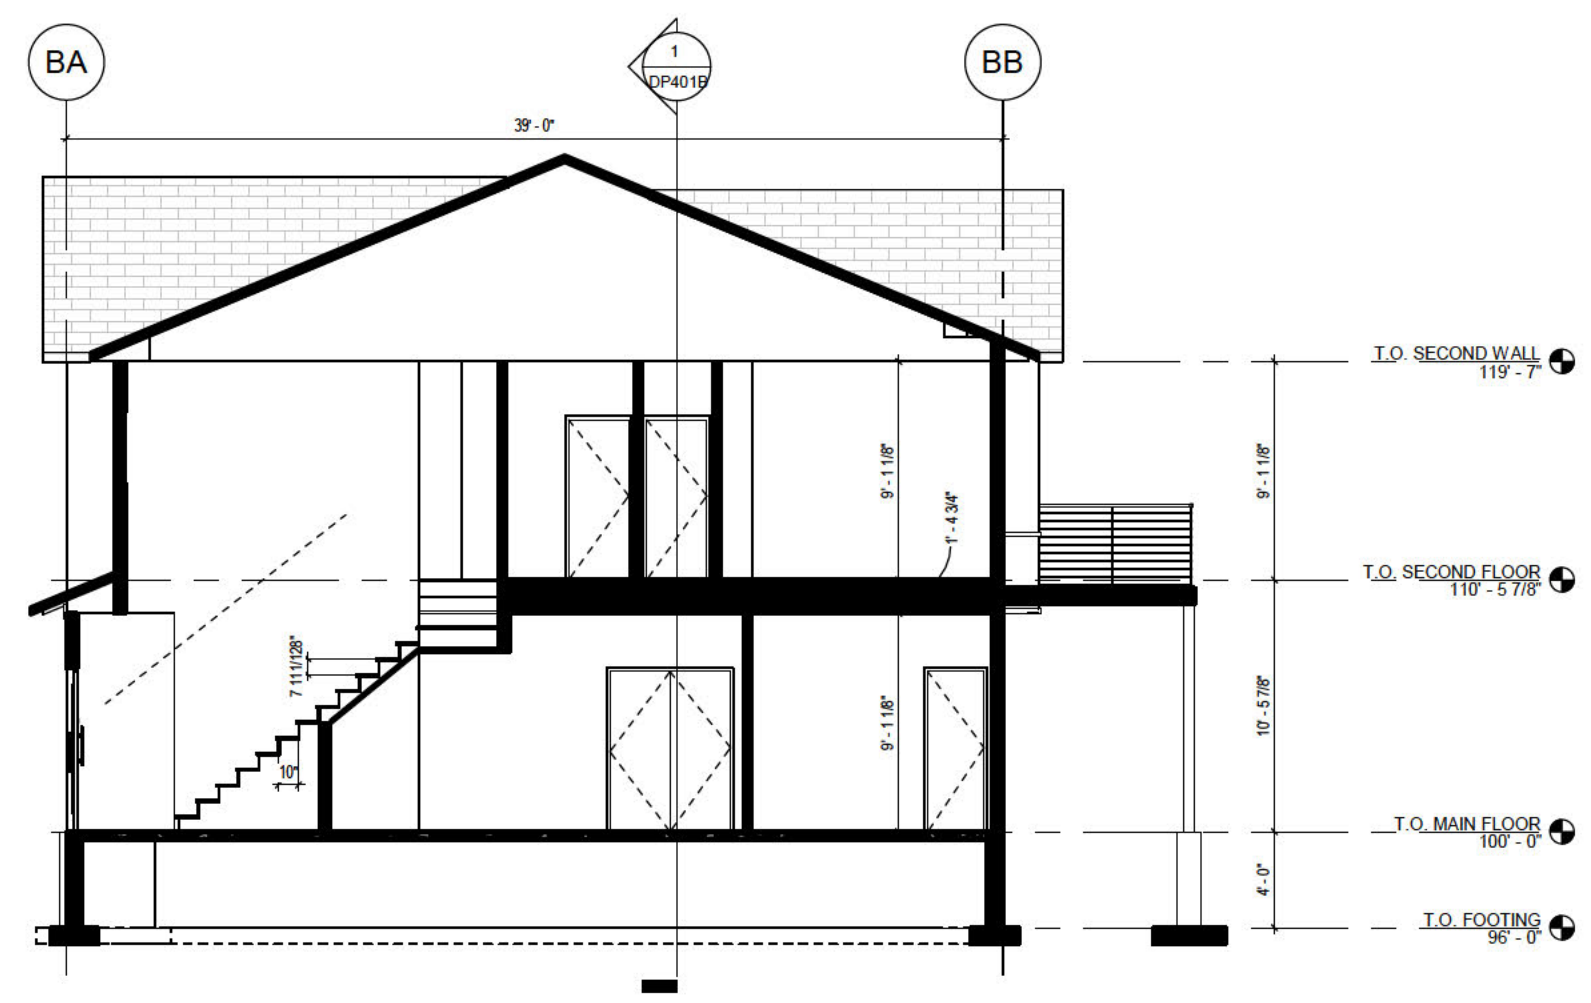 BA
1
DP401B
BB
39' - 0"
T.O. SECOND WALL
119' - 7"
9' - 1 1/8"
9' - 1 1/8"
1' - 4 3/4"
T.O. SECOND FLOOR
110' - 5 7/8"
7 111/128"
9' - 1 1/8"
10' - 5 7/8"
10"
T.O. MAIN FLOOR
100' - 0"
4' - 0"
T.O. FOOTING
96' - 0"